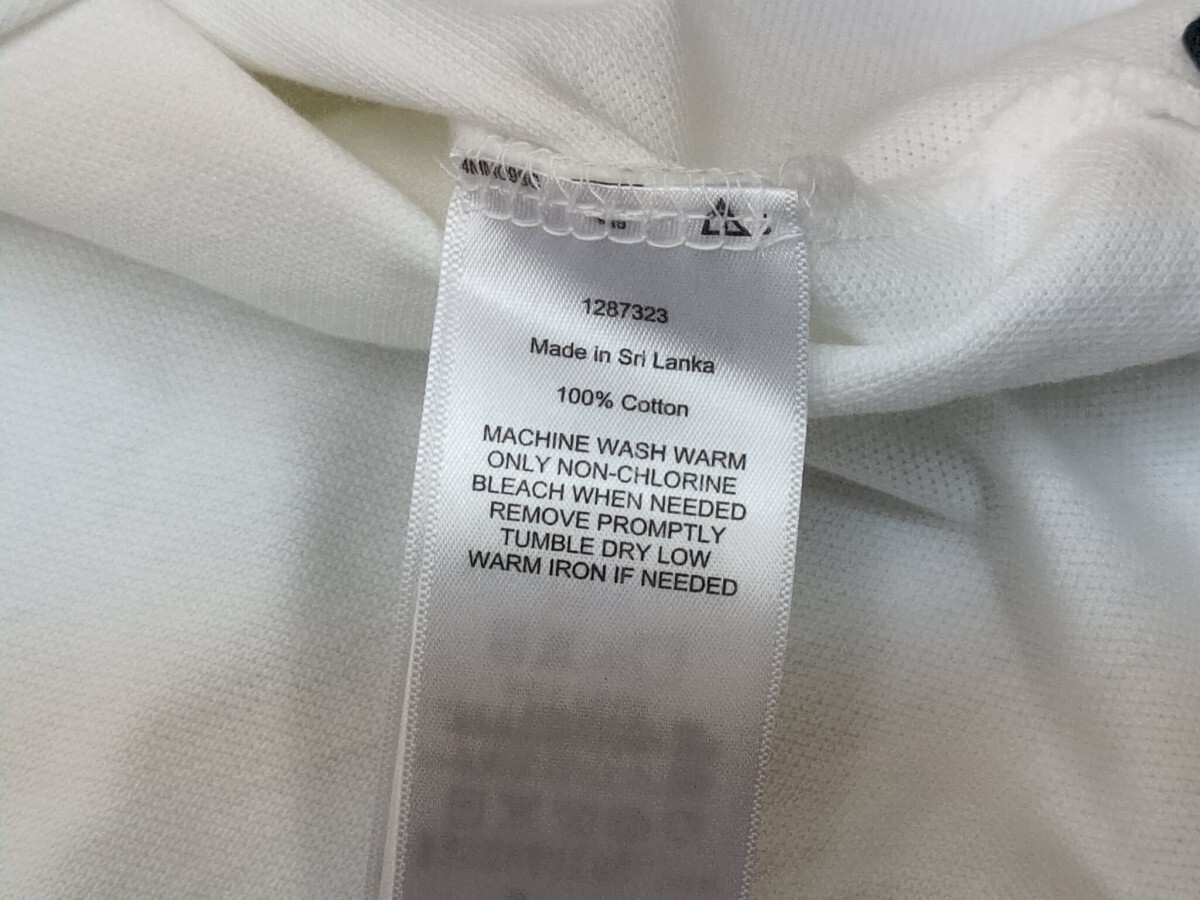 1287323
Made in Sri Lanka
100% Cotton
MACHINE WASH WARM
ONLY NON-CHLORINE
BLEACH WHEN NEEDED
REMOVE PROMPTLY
TUMBLE DRY LOW
WARM IRON IF NEEDED